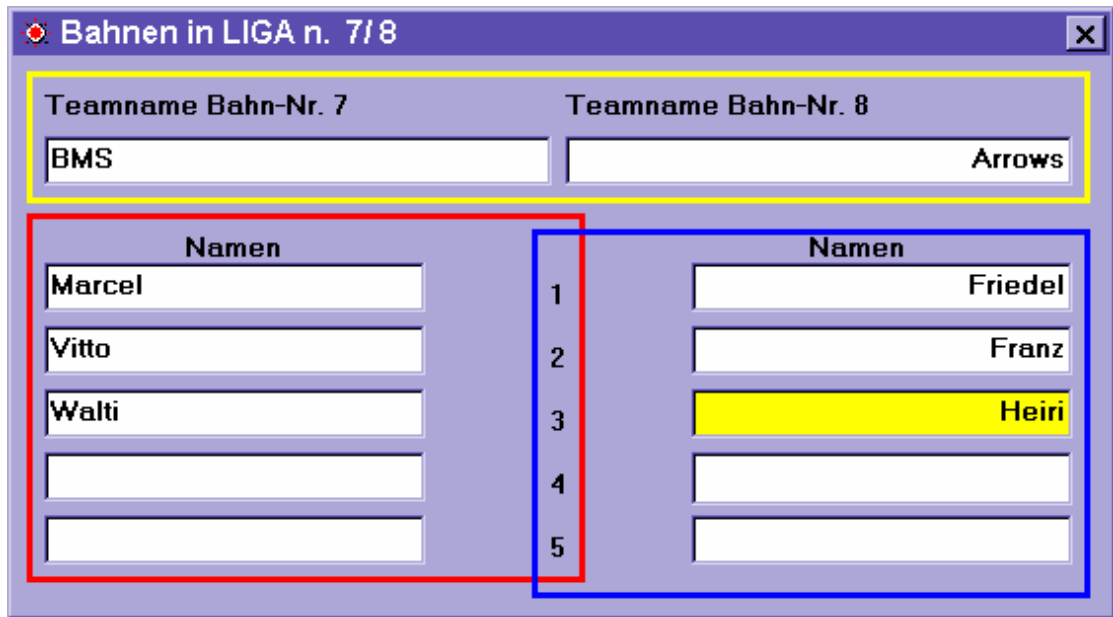 Bahnen in LIGA n. 7/8
Teamname Bahn-Nr. 7 Teamname Bahn-Nr. 8
BMS Arrows
Namen Namen
Marcel 1 Friedel
Vitto 2 Franz
Walti 3 Heiri
4
5